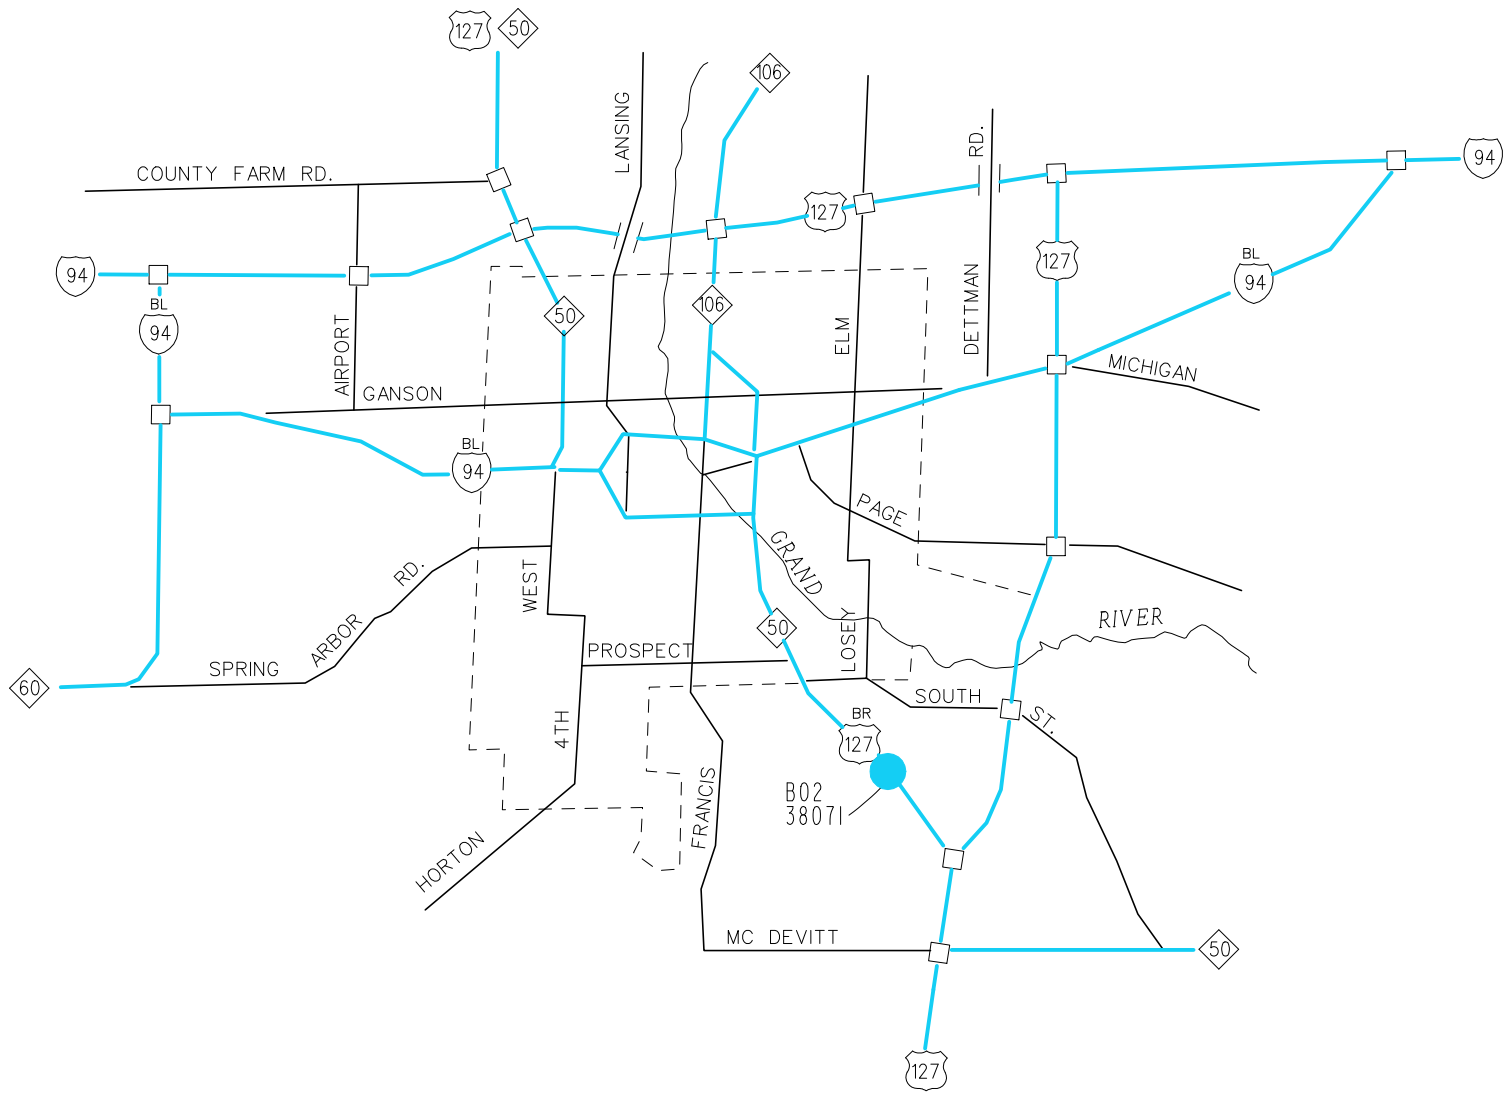 127 50
106
LANSING
RD.
COUNTY FARM RD.
94
127
94
BL
94
127
BL
94
106
50
AIRPORT
ELM
DETTMAN
MICHIGAN
GANSON
BL
94
PAGE
GRAND
RIVER
WEST
ARBOR RD.
SPRING
60
PROSPECT
50
LOSEY
SOUTH ST.
4TH
BR
127
B02
38071
FRANCIS
HORTON
MC DEVITT
50
127